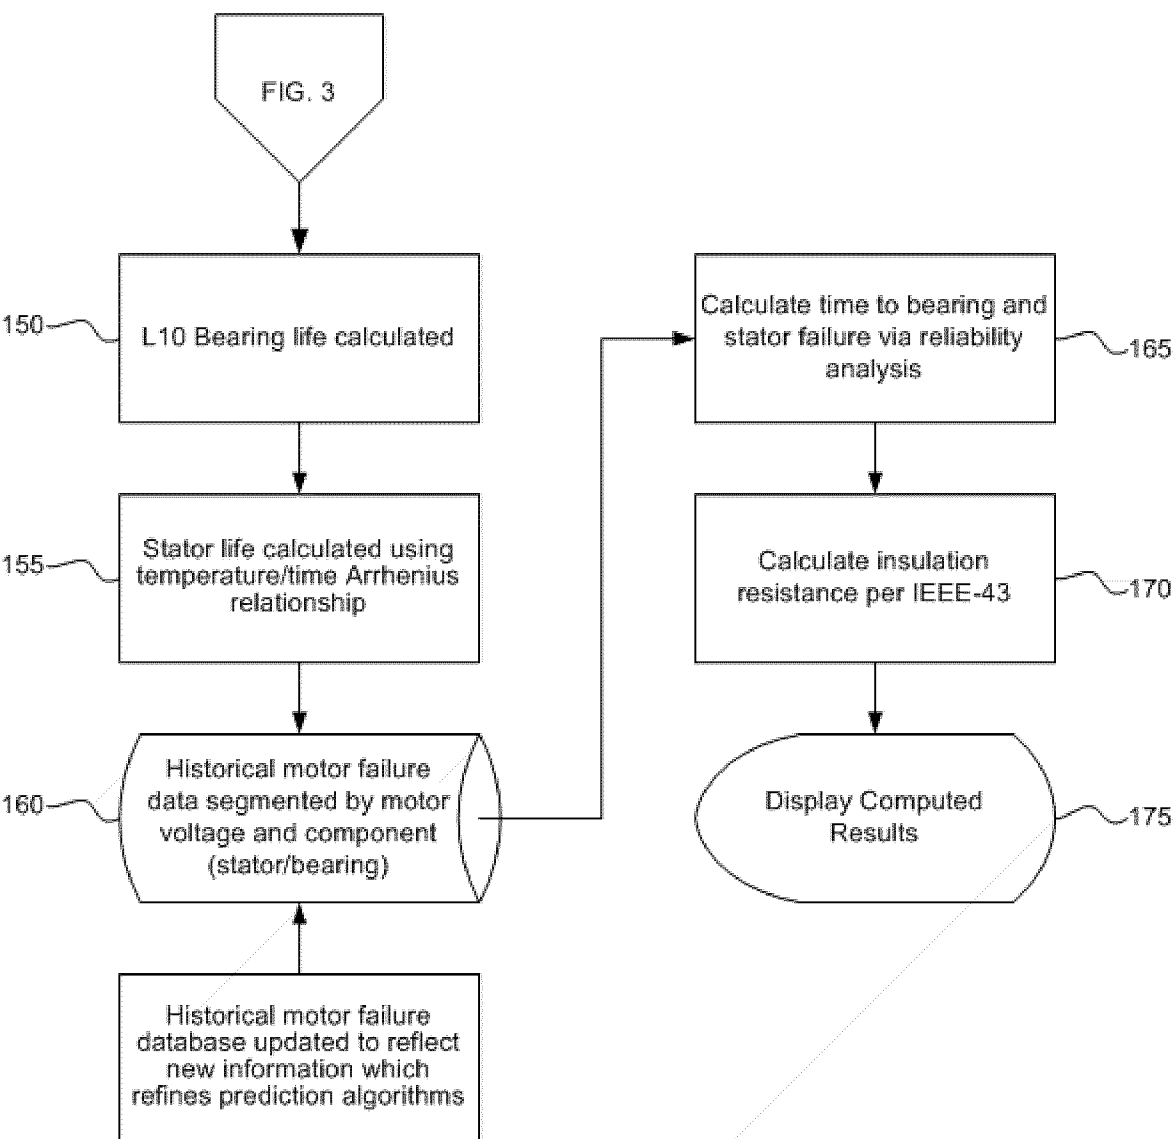 FIG. 3
150
L10 Bearing life calculated
155
Stator life calculated using
temperature/time Arrhenius
relationship
160
Historical motor failure
data segmented by motor
voltage and component
(stator/bearing)
Historical motor failure
database updated to reflect
new information which
refines prediction algorithms
Calculate time to bearing and
stator failure via reliability
analysis
165
Calculate insulation
resistance per IEEE-43
170
Display Computed
Results
175